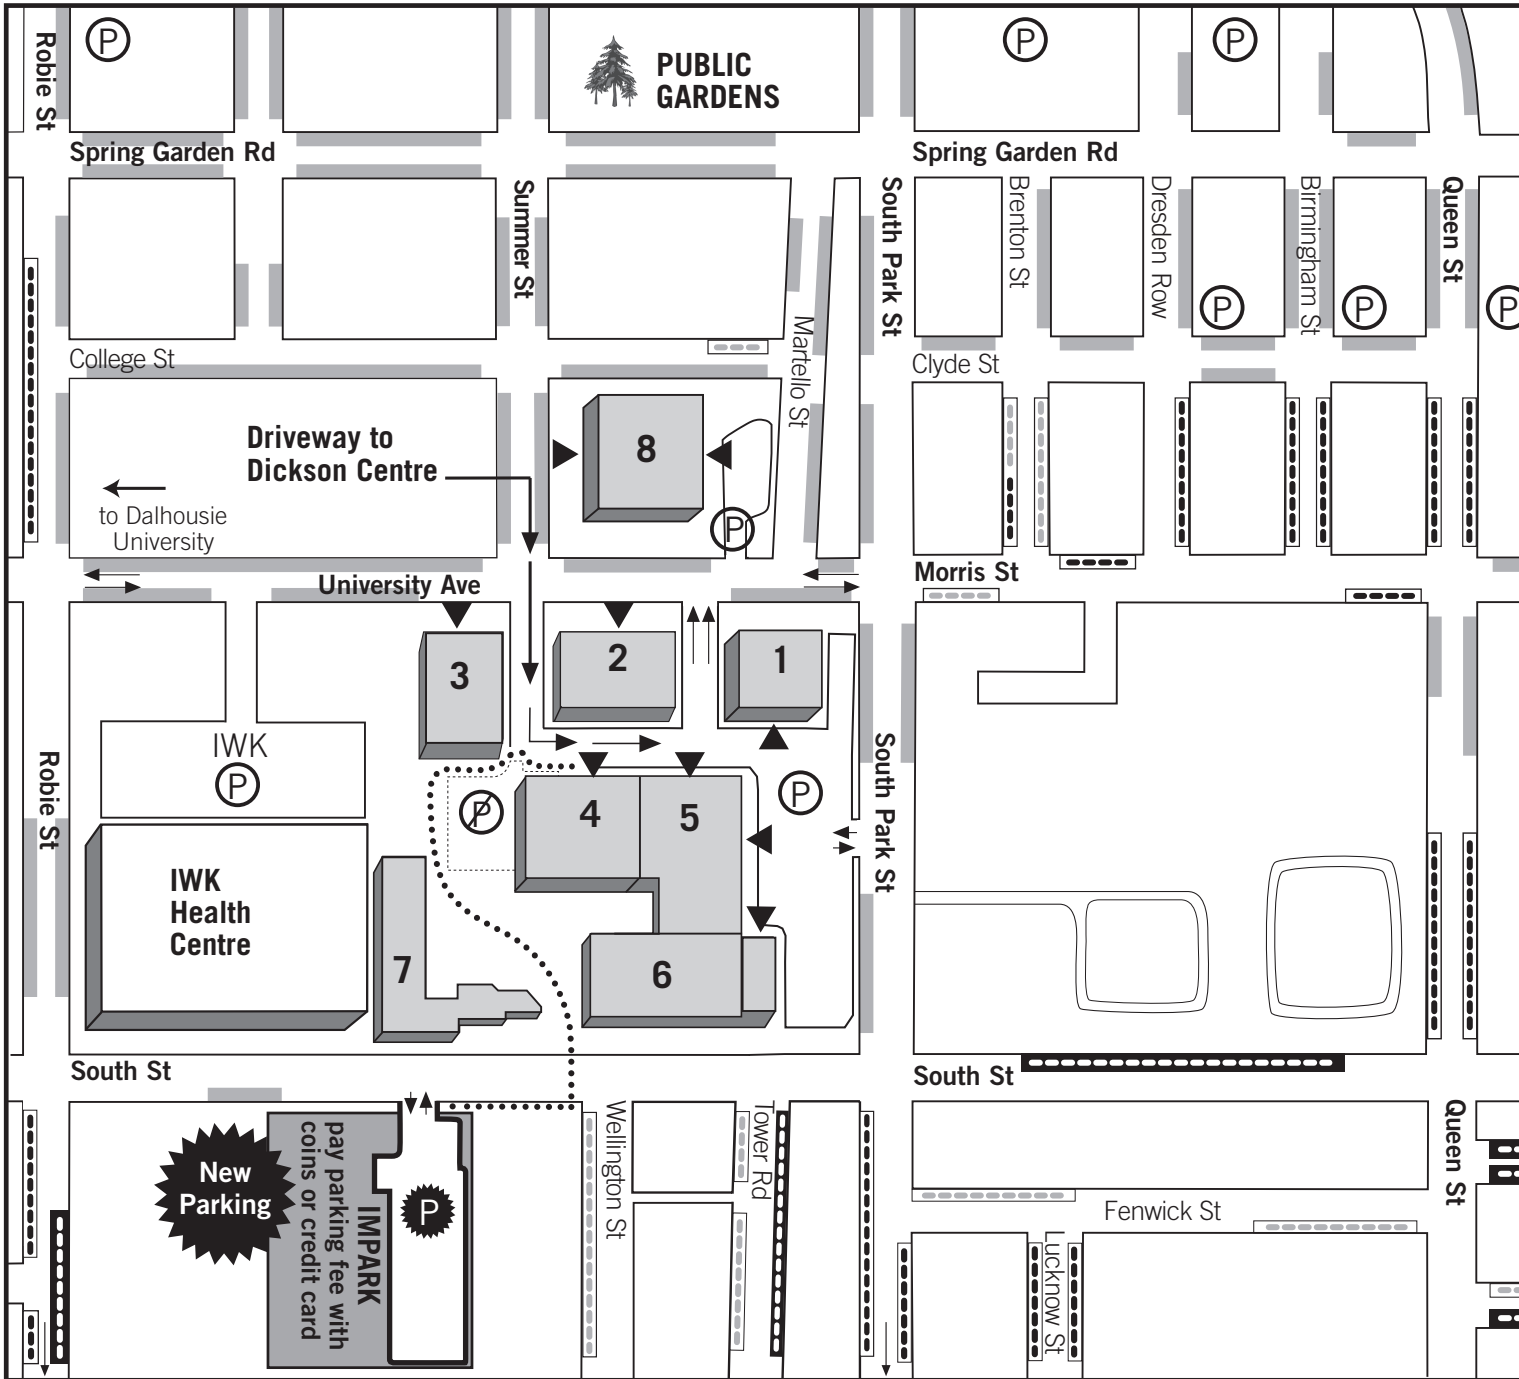 Robie St
P
PUBLIC
GARDENS
P
P
Spring Garden Rd
Spring Garden Rd
Summer St
South Park St
Brenton St
Dresden Row
Birmingham St
Queen St
P
P
P
Martello St
College St
Clyde St
Driveway to
Dickson Centre
8
to Dalhousie
University
P
University Ave
Morris St
3
2
1
IWK
P
P
P
4
5
Robie St
South Park St
IWK
Health
Centre
7
6
South St
South St
New
Parking
pay parking fee with
coins or credit card
IMPARK
P
Wellington St
Tower Rd
Queen St
Fenwick St
Lucknow St